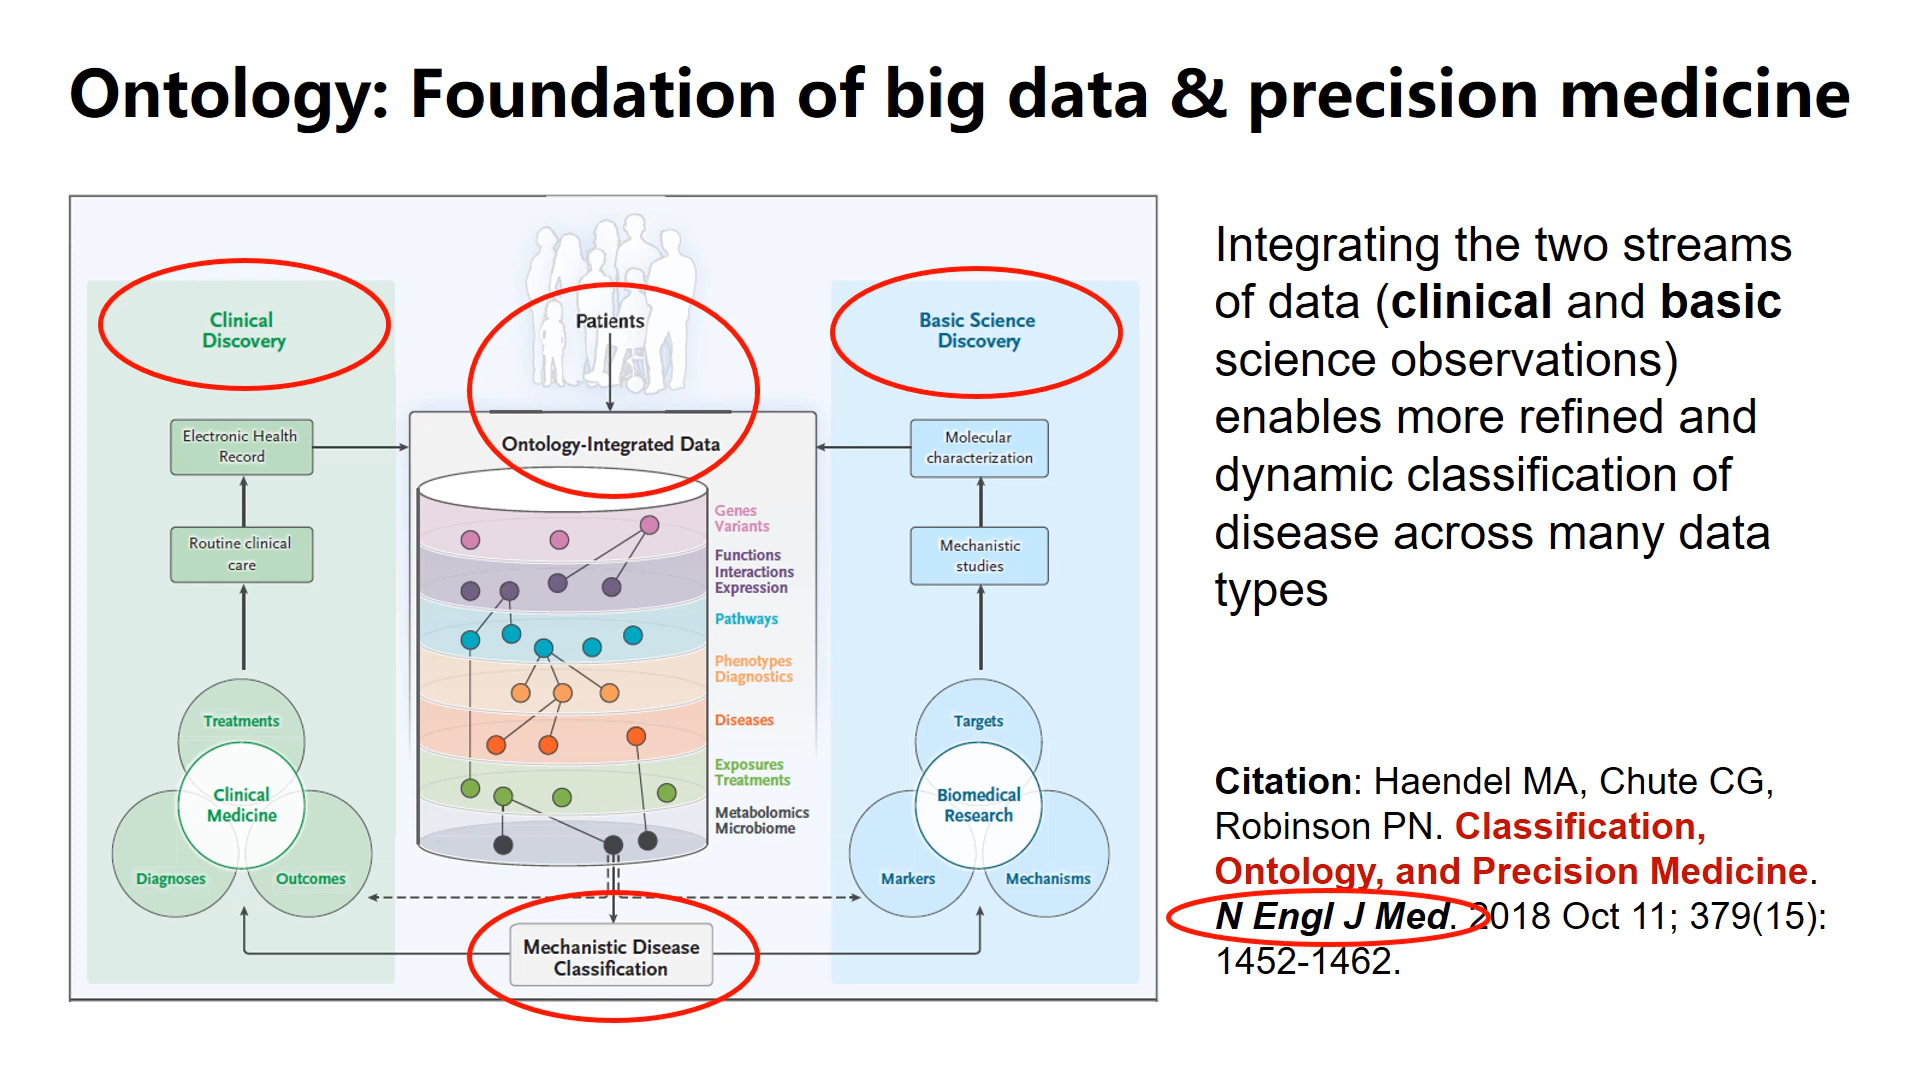 Ontology: Foundation of big data & precision medicine
Clinical
Discovery
Electronic Health
Record
Routine clinical
care
Treatments
Clinical
Medicine
Diagnoses
Outcomes
Patients
Ontology-Integrated Data
Genes
Variants
Functions
Interactions
Expression
Pathways
Phenotypes
Diagnostics
Diseases
Exposures
Treatments
Metabolomics
Microbiome
Mechanistic Disease
Classification
Basic Science
Discovery
Molecular
characterization
Mechanistic
studies
Targets
Biomedical
Research
Markers
Mechanisms
Integrating the two streams
of data (clinical and basic
science observations)
enables more refined and
dynamic classification of
disease across many data
types
Citation: Haendel MA, Chute CG,
Robinson PN. Classification,
Ontology, and Precision Medicine.
N Engl J Med. 2018 Oct 11; 379(15):
1452-1462.